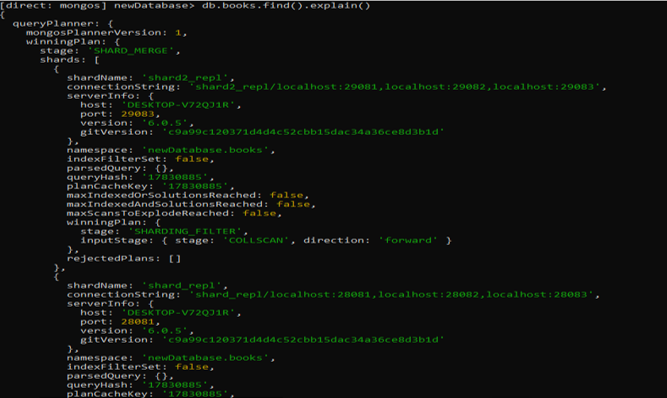 [direct: mongos] newDatabase> db.books.find().explain()
{
  queryPlanner: {
    mongosPlannerVersion: 1,
    winningPlan: {
      stage: 'SHARD_MERGE',
      shards: [
        {
          shardName: 'shard2_repl',
          connectionString: 'shard2_repl/localhost:29081,localhost:29082,localhost:29083',
          serverInfo: {
            host: 'DESKTOP-V72QJ1R',
            port: 29083,
            version: '6.0.5',
            gitVersion: 'c9a99c120371d4d4c52cbb15dac34a36ce8d3b1d'
          },
          namespace: 'newDatabase.books',
          indexFilterSet: false,
          parsedQuery: {},
          queryHash: '17830885',
          planCacheKey: '17830885',
          maxIndexedOrSolutionsReached: false,
          maxIndexedAndSolutionsReached: false,
          maxScansToExplodeReached: false,
          winningPlan: {
            stage: 'SHARDING_FILTER',
            inputStage: { stage: 'COLLSCAN', direction: 'forward' }
          },
          rejectedPlans: []
        },
        {
          shardName: 'shard_repl',
          connectionString: 'shard_repl/localhost:28081,localhost:28082,localhost:28083',
          serverInfo: {
            host: 'DESKTOP-V72QJ1R',
            port: 28081,
            version: '6.0.5',
            gitVersion: 'c9a99c120371d4d4c52cbb15dac34a36ce8d3b1d'
          },
          namespace: 'newDatabase.books',
          indexFilterSet: false,
          parsedQuery: {},
          queryHash: '17830885',
          planCacheKey: '17830885',